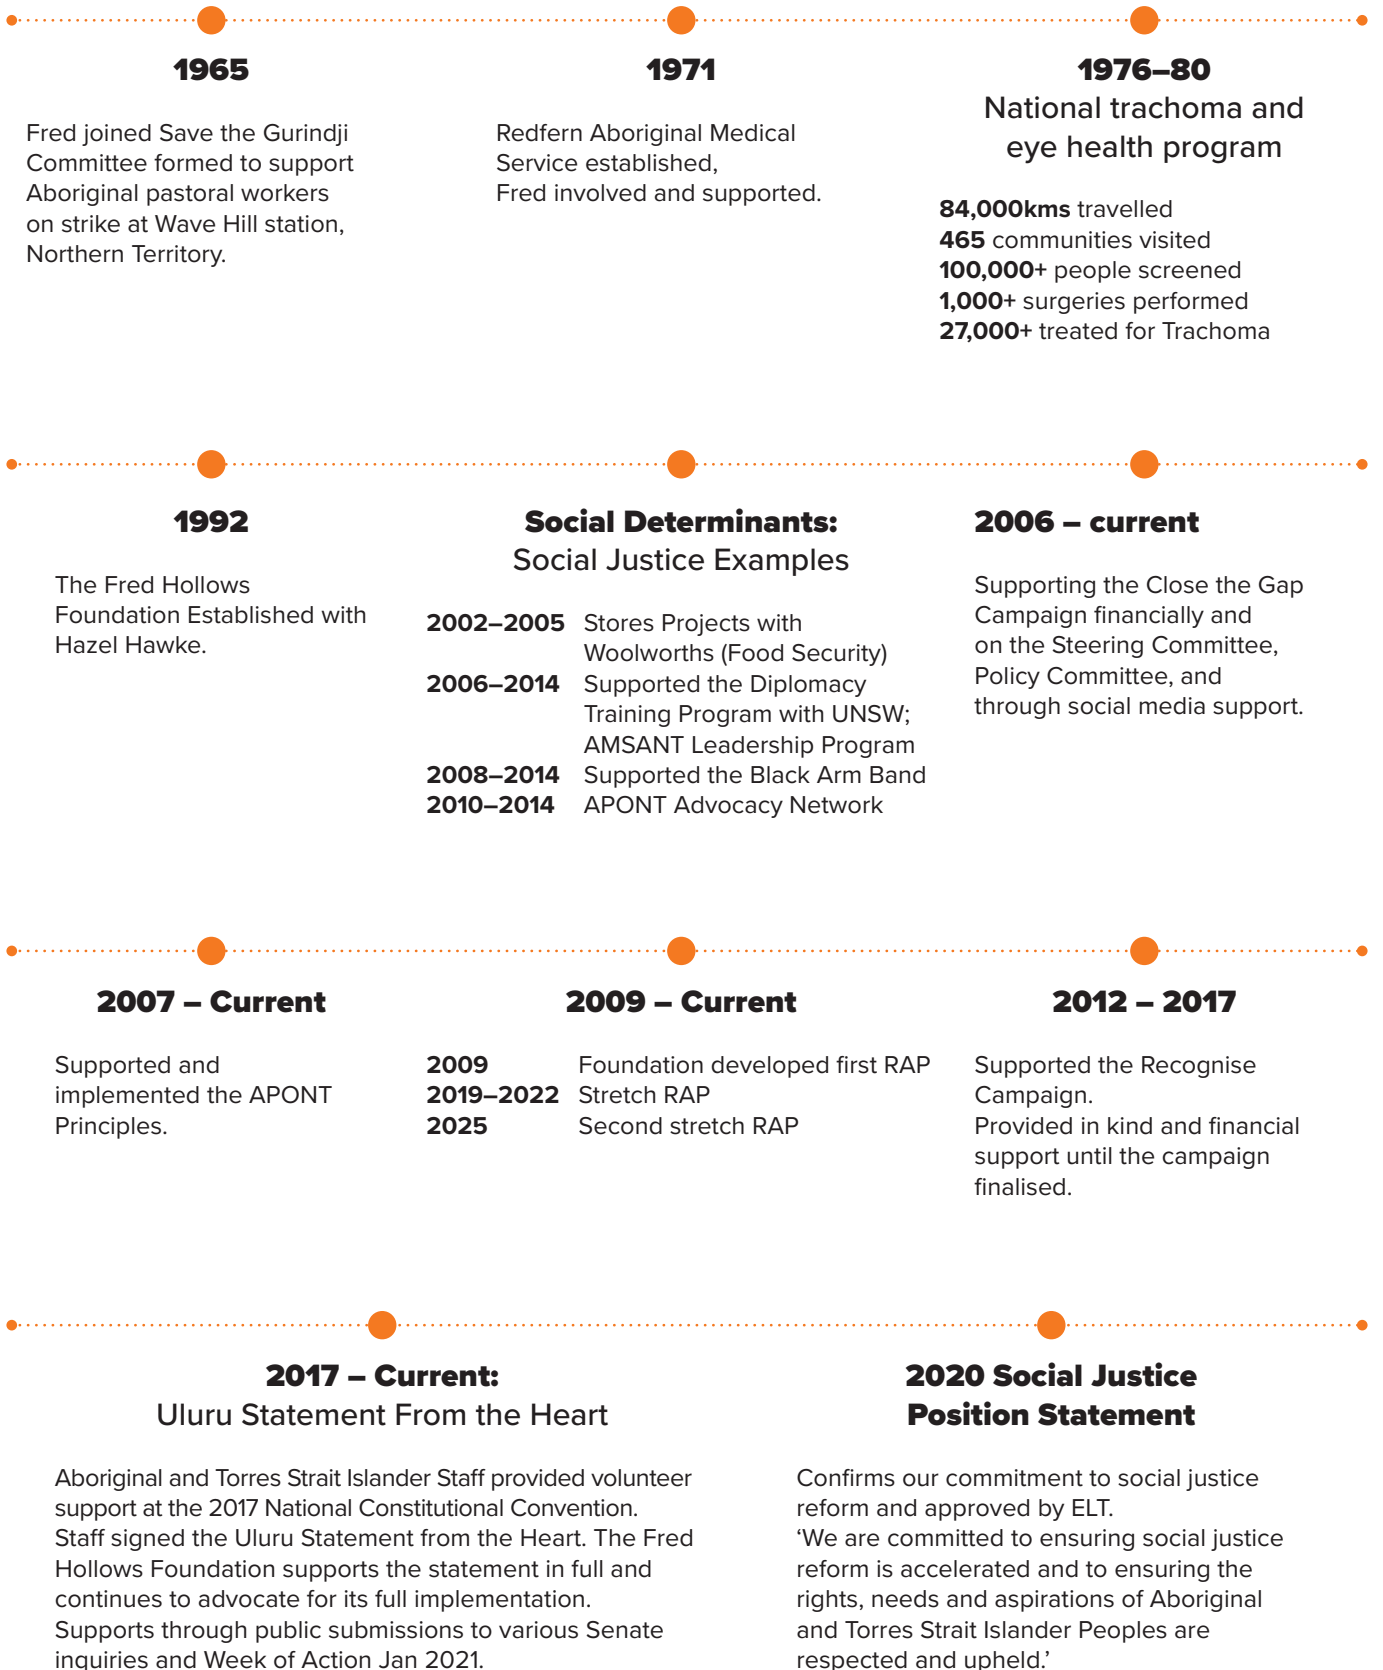 1965
Fred joined Save the Gurindji
Committee formed to support
Aboriginal pastoral workers
on strike at Wave Hill station,
Northern Territory.
1971
Redfern Aboriginal Medical
Service established,
Fred involved and supported.
1976–80
National trachoma and
eye health program
84,000kms travelled
465 communities visited
100,000+ people screened
1,000+ surgeries performed
27,000+ treated for Trachoma
1992
The Fred Hollows
Foundation Established with
Hazel Hawke.
Social Determinants:
Social Justice Examples
2002–2005 Stores Projects with
Woolworths (Food Security)
2006–2014 Supported the Diplomacy
Training Program with UNSW;
AMSANT Leadership Program
2008–2014 Supported the Black Arm Band
2010–2014 APONT Advocacy Network
2006 – current
Supporting the Close the Gap
Campaign financially and
on the Steering Committee,
Policy Committee, and
through social media support.
2007 – Current
Supported and
implemented the APONT
Principles.
2009 – Current
2009 Foundation developed first RAP
2019–2022 Stretch RAP
2025 Second stretch RAP
2012 – 2017
Supported the Recognise
Campaign.
Provided in kind and financial
support until the campaign
finalised.
2017 – Current:
Uluru Statement From the Heart
Aboriginal and Torres Strait Islander Staff provided volunteer
support at the 2017 National Constitutional Convention.
Staff signed the Uluru Statement from the Heart. The Fred
Hollows Foundation supports the statement in full and
continues to advocate for its full implementation.
Supports through public submissions to various Senate
inquiries and Week of Action Jan 2021.
2020 Social Justice
Position Statement
Confirms our commitment to social justice
reform and approved by ELT.
‘We are committed to ensuring social justice
reform is accelerated and to ensuring the
rights, needs and aspirations of Aboriginal
and Torres Strait Islander Peoples are
respected and upheld.’